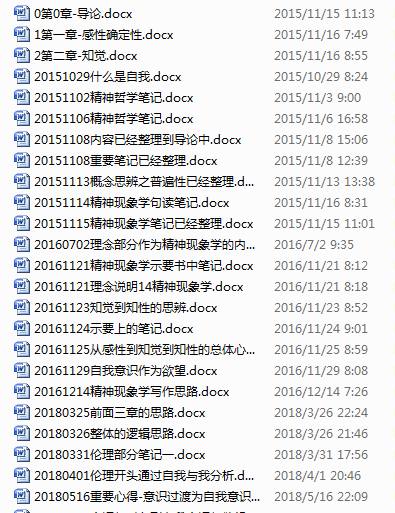 0第0章-导论.docx 2015/11/15 11:13
1第一章-感性确定性.docx 2015/11/16 7:49
2第二章-知觉.docx 2015/11/16 8:55
20151029什么是自我.docx 2015/10/29 8:24
20151102精神哲学笔记.docx 2015/11/3 9:00
20151106精神哲学笔记.docx 2015/11/6 16:58
20151108内容已经整理到导论中.docx 2015/11/8 15:06
20151108重要笔记已经整理.docx 2015/11/8 12:39
20151113概念思辨之普遍性已经整理.d... 2015/11/13 13:38
20151114精神现象学句读笔记.docx 2015/11/16 8:31
20151115精神现象学笔记已经整理.docx 2015/11/15 11:01
20160702理念部分作为精神现象学的内... 2016/7/2 9:35
20161121精神现象学示要书中笔记.docx 2016/11/21 8:12
20161121理念说明14精神现象学.docx 2016/11/21 8:18
20161123知觉到知性的思辨.docx 2016/11/23 8:52
20161124示要上的笔记.docx 2016/11/24 9:01
20161125从感性到知觉到知性的总体心... 2016/11/25 8:59
20161129自我意识作为欲望.docx 2016/11/29 8:08
20161214精神现象学写作思路.docx 2016/12/14 7:26
20180325前面三章的思路.docx 2018/3/26 22:24
20180326整体的逻辑思路.docx 2018/3/26 21:46
20180331伦理部分笔记一.docx 2018/3/31 17:56
20180401伦理开头通过自我与我分析.d... 2018/4/1 20:46
20180516重要心得-意识过渡为自我意识... 2018/5/16 22:09